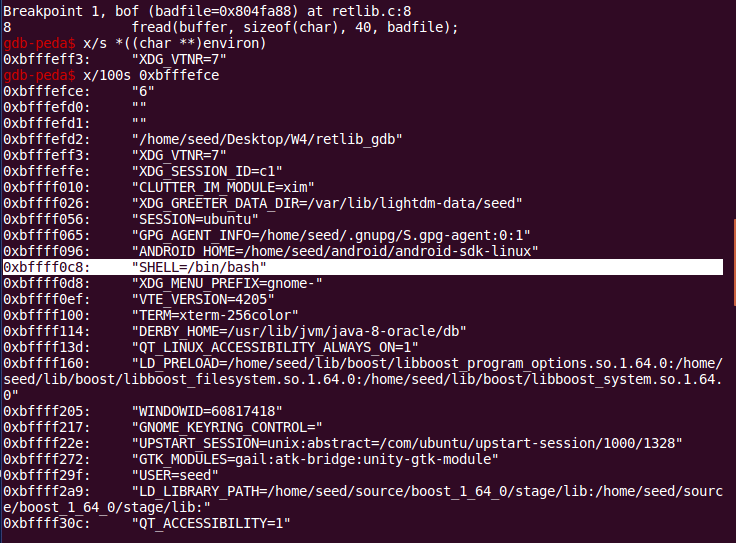 Breakpoint 1, bof (badfile=0x804fa88) at retlib.c:8
8               fread(buffer, sizeof(char), 40, badfile);
gdb-peda$ x/s *((char **)environ)
0xbfffeff3:     "XDG_VTNR=7"
gdb-peda$ x/100s 0xbfffefce
0xbfffefce:     "6"
0xbfffefd0:     ""
0xbfffefd1:     ""
0xbfffefd2:     "/home/seed/Desktop/W4/retlib_gdb"
0xbfffeff3:     "XDG_VTNR=7"
0xbfffeffe:     "XDG_SESSION_ID=c1"
0xbffff010:     "CLUTTER_IM_MODULE=xim"
0xbffff026:     "XDG_GREETER_DATA_DIR=/var/lib/lightdm-data/seed"
0xbffff056:     "SESSION=ubuntu"
0xbffff065:     "GPG_AGENT_INFO=/home/seed/.gnupg/S.gpg-agent:0:1"
0xbffff096:     "ANDROID_HOME=/home/seed/android/android-sdk-linux"
0xbffff0c8:     "SHELL=/bin/bash"
0xbffff0d8:     "XDG_MENU_PREFIX=gnome-"
0xbffff0ef:     "VTE_VERSION=4205"
0xbffff100:     "TERM=xterm-256color"
0xbffff114:     "DERBY_HOME=/usr/lib/jvm/java-8-oracle/db"
0xbffff13d:     "QT_LINUX_ACCESSIBILITY_ALWAYS_ON=1"
0xbffff160:     "LD_PRELOAD=/home/seed/lib/boost/libboost_program_options.so.1.64.0:/home/
seed/lib/boost/libboost_filesystem.so.1.64.0:/home/seed/lib/boost/libboost_system.so.1.64.
0"
0xbffff205:     "WINDOWID=60817418"
0xbffff217:     "GNOME_KEYRING_CONTROL="
0xbffff22e:     "UPSTART_SESSION=unix:abstract=/com/ubuntu/upstart-session/1000/1328"
0xbffff272:     "GTK_MODULES=gail:atk-bridge:unity-gtk-module"
0xbffff29f:     "USER=seed"
0xbffff2a9:     "LD_LIBRARY_PATH=/home/seed/source/boost_1_64_0/stage/lib:/home/seed/sourc
e/boost_1_64_0/stage/lib:"
0xbffff30c:     "QT_ACCESSIBILITY=1"